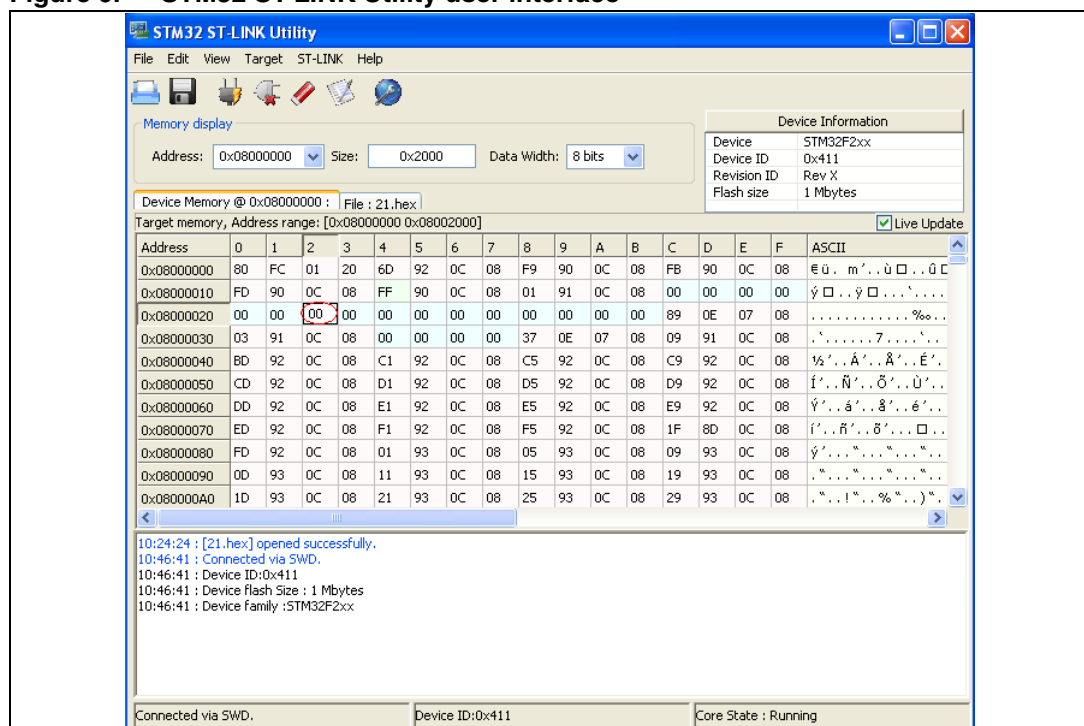 STM32 ST-LINK Utility
File Edit View Target ST-LINK Help
Memory display
Address: 0x08000000 Size: 0x2000 Data Width: 8 bits
Device Information
Device STM32F2xx
Device ID 0x411
Revision ID Rev X
Flash size 1 Mbytes
Device Memory @ 0x08000000 : File : 21.hex
Target memory, Address range: [0x08000000 0x08002000] Live Update
Address 0 1 2 3 4 5 6 7 8 9 A B C D E F ASCII
0x08000000 80 FC 01 20 6D 92 0C 08 F9 90 0C 08 FB 90 0C 08 €ü. m’..ù□..û
0x08000010 FD 90 0C 08 FF 90 0C 08 01 91 0C 08 00 00 00 00 ý□..ÿ□...‘....
0x08000020 00 00 00 00 00 00 00 00 00 00 00 00 89 0E 07 08 ............‰..
0x08000030 03 91 0C 08 00 00 00 00 37 0E 07 08 09 91 0C 08 .‘......7....‘..
0x08000040 BD 92 0C 08 C1 92 0C 08 C5 92 0C 08 C9 92 0C 08 ½’..Á’..Å’..É’.
0x08000050 CD 92 0C 08 D1 92 0C 08 D5 92 0C 08 D9 92 0C 08 Í’..Ñ’..Õ’..Ù’..
0x08000060 DD 92 0C 08 E1 92 0C 08 E5 92 0C 08 E9 92 0C 08 Ý’..á’..å’..é’..
0x08000070 ED 92 0C 08 F1 92 0C 08 F5 92 0C 08 1F 8D 0C 08 í’..ñ’..õ’...□..
0x08000080 FD 92 0C 08 01 93 0C 08 05 93 0C 08 09 93 0C 08 ý’...“...“...“..
0x08000090 0D 93 0C 08 11 93 0C 08 15 93 0C 08 19 93 0C 08 .“...“...“...“..
0x080000A0 1D 93 0C 08 21 93 0C 08 25 93 0C 08 29 93 0C 08 .“..!“..%“..)“.
10:24:24 : [21.hex] opened successfully.
10:46:41 : Connected via SWD.
10:46:41 : Device ID:0x411
10:46:41 : Device flash Size : 1 Mbytes
10:46:41 : Device family :STM32F2xx
Connected via SWD. Device ID:0x411 Core State : Running